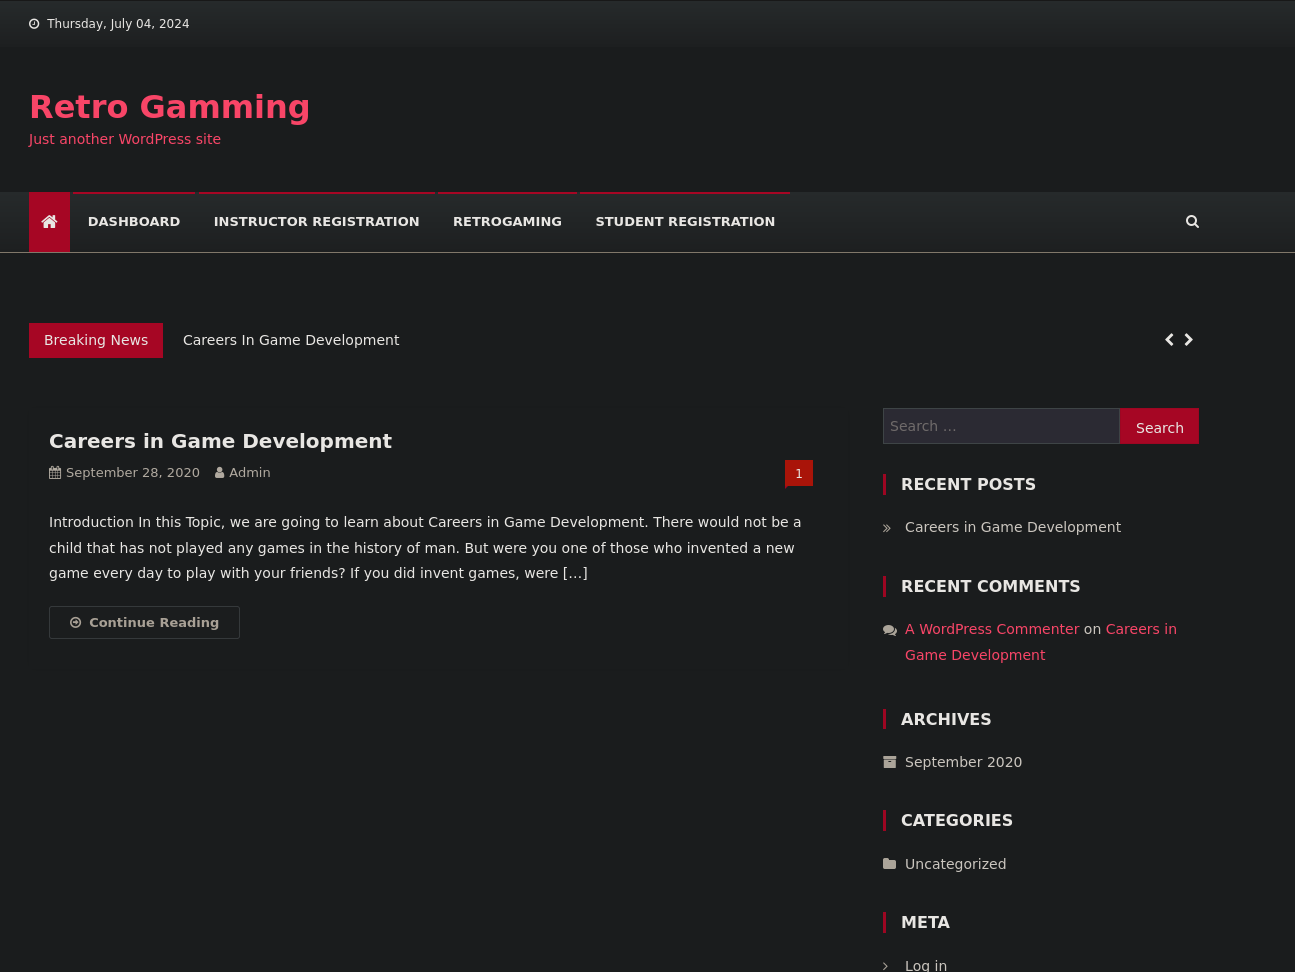 Thursday, July 04, 2024
Retro Gamming
Just another WordPress site
DASHBOARD INSTRUCTOR REGISTRATION RETROGAMING STUDENT REGISTRATION
Breaking News Careers In Game Development
Careers in Game Development
September 28, 2020 Admin
1
Introduction In this Topic, we are going to learn about Careers in Game Development. There would not be a
child that has not played any games in the history of man. But were you one of those who invented a new
game every day to play with your friends? If you did invent games, were […]
Continue Reading
Search … Search
RECENT POSTS
Careers in Game Development
RECENT COMMENTS
A WordPress Commenter on Careers in
Game Development
ARCHIVES
September 2020
CATEGORIES
Uncategorized
META
Log in